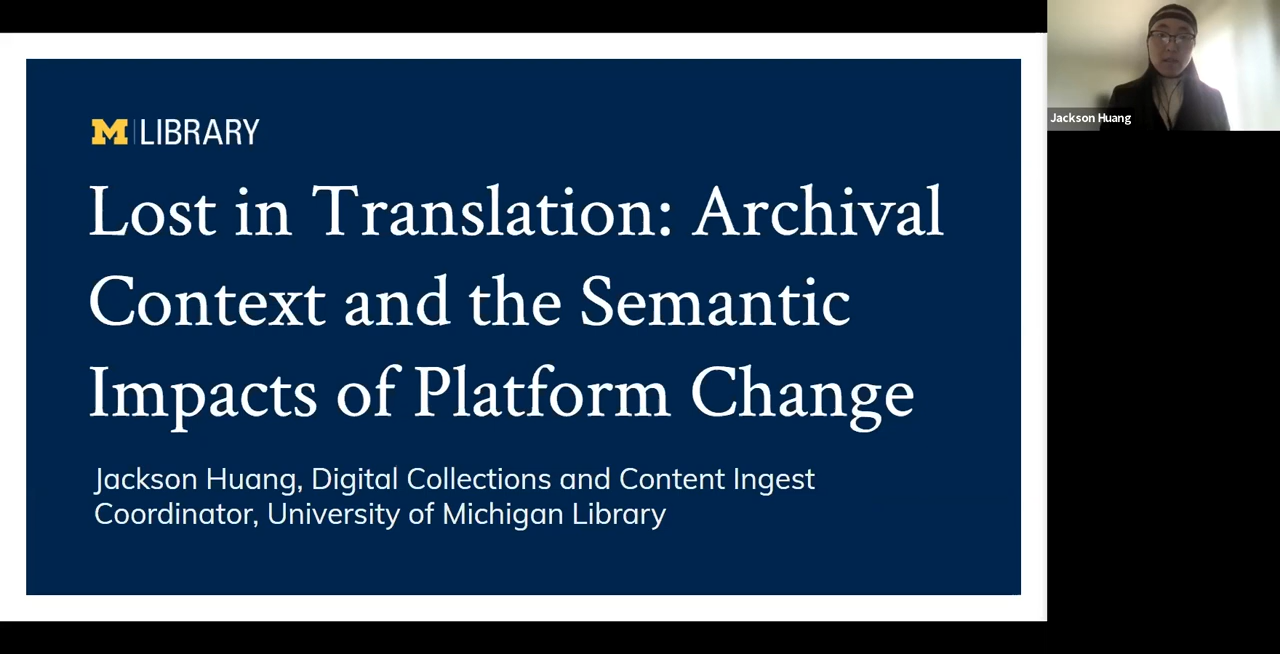 M LIBRARY
Lost in Translation: Archival
Context and the Semantic
Impacts of Platform Change
Jackson Huang, Digital Collections and Content Ingest
Coordinator, University of Michigan Library
Jackson Huang